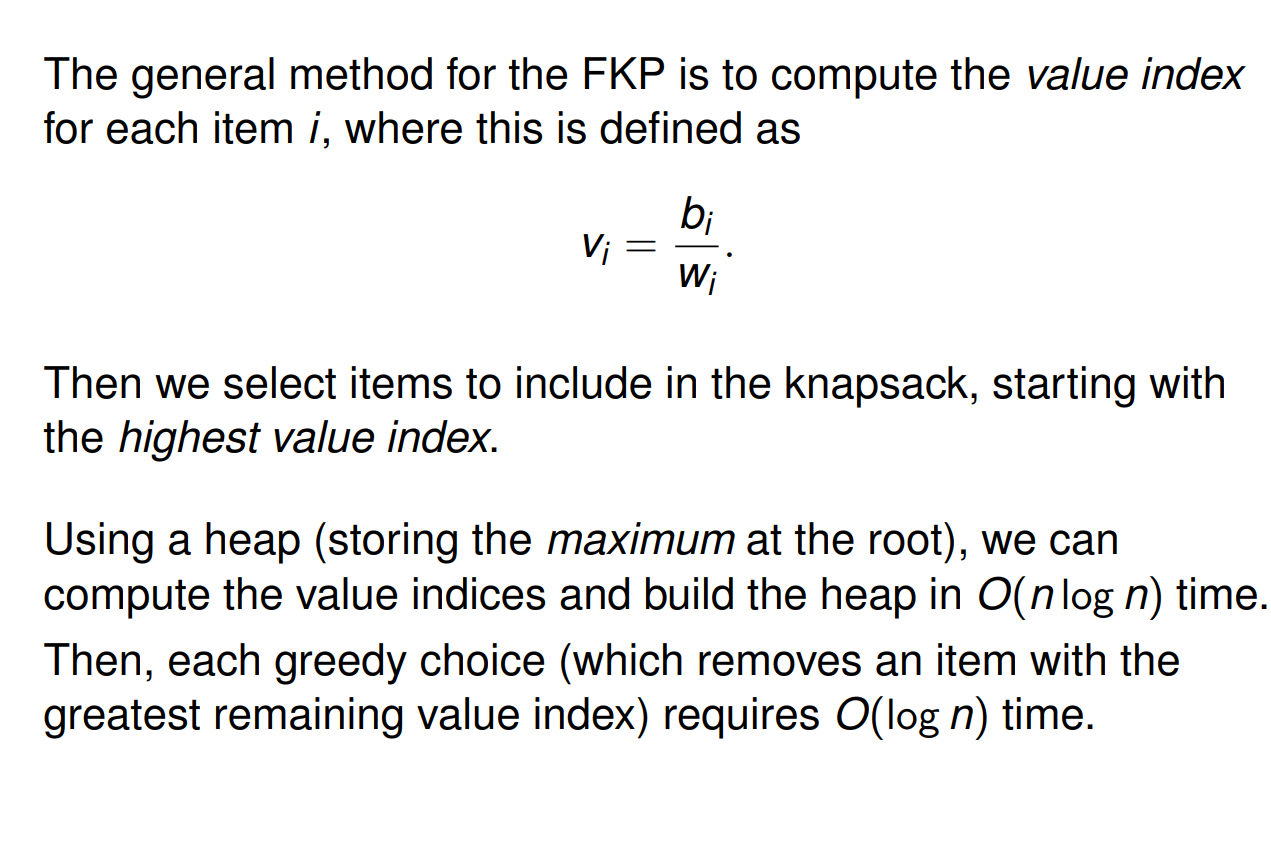 The general method for the FKP is to compute the value index
for each item i, where this is defined as
v_i = b_i / w_i.
Then we select items to include in the knapsack, starting with
the highest value index.
Using a heap (storing the maximum at the root), we can
compute the value indices and build the heap in O(n log n) time.
Then, each greedy choice (which removes an item with the
greatest remaining value index) requires O(log n) time.